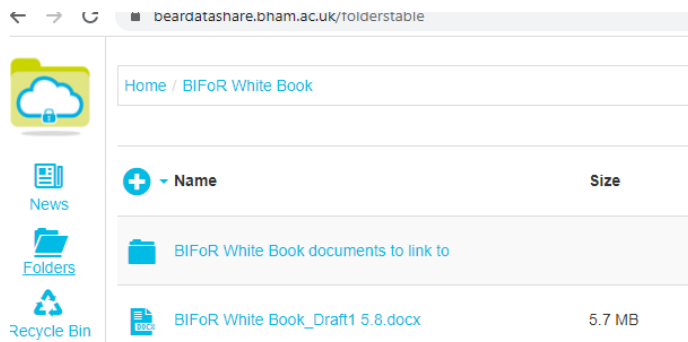 beardatashare.bham.ac.uk/folderstable
Home / BIFoR White Book
Name Size
News
BIFoR White Book documents to link to
Folders
BIFoR White Book_Draft1 5.8.docx 5.7 MB
DOCX
Recycle Bin